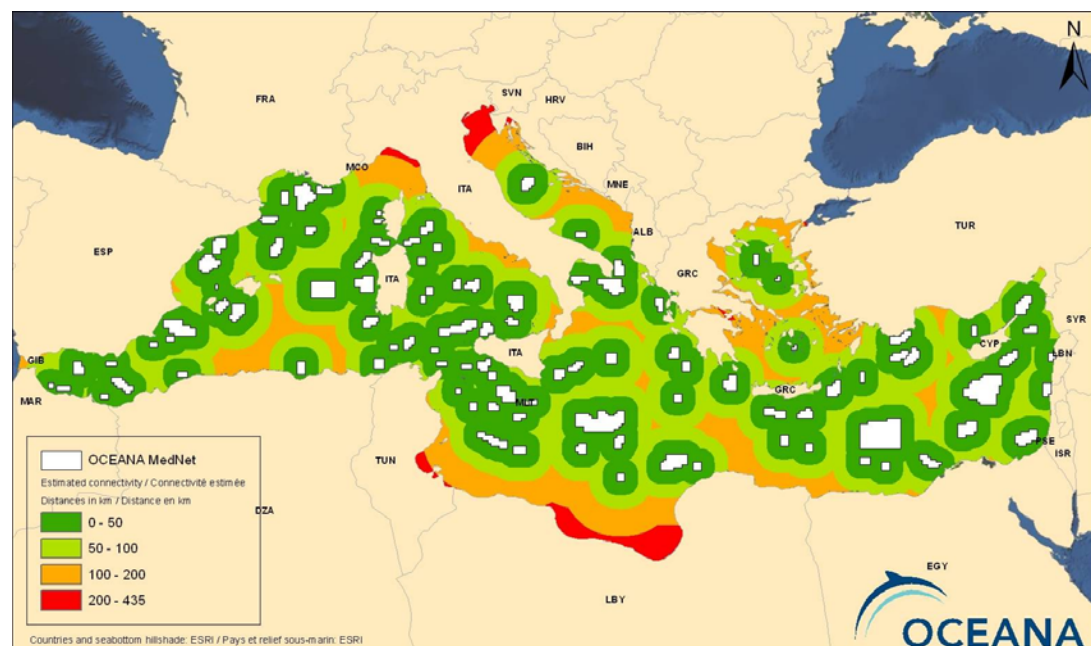 N
SVN
HRV
FRA
BIH
MCO
MNE
ITA
ALB
TUR
ESP
GRC
ITA
SYR
CYP
LBN
GIB
ITA
GRC
MAR
MLT
PSE
ISR
TUN
DZA
EGY
LBY
OCEANA MedNet
Estimated connectivity / Connectivité estimée
Distances in km / Distance en km
0 - 50
50 - 100
100 - 200
200 - 435
Countries and seabottom hillshade: ESRI / Pays et relief sous-marin: ESRI
OCEANA